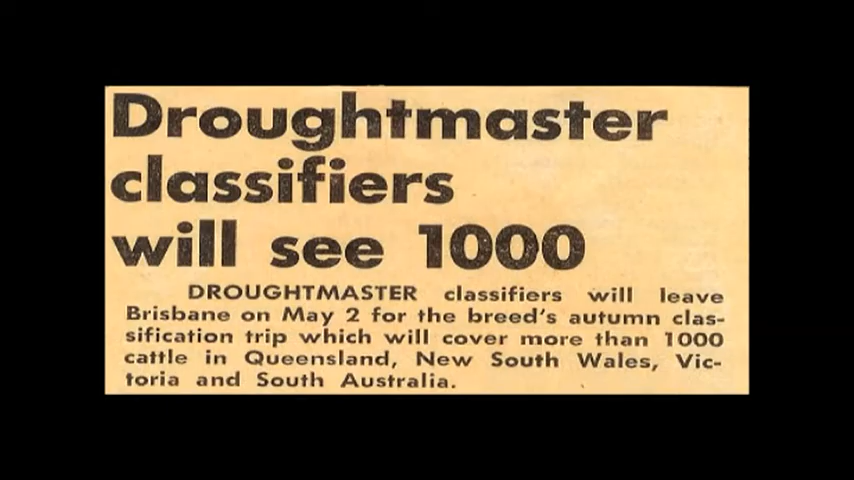 Droughtmaster
classifiers
will see 1000
DROUGHTMASTER classifiers will leave
Brisbane on May 2 for the breed's autumn clas-
sification trip which will cover more than 1000
cattle in Queensland, New South Wales, Vic-
toria and South Australia.